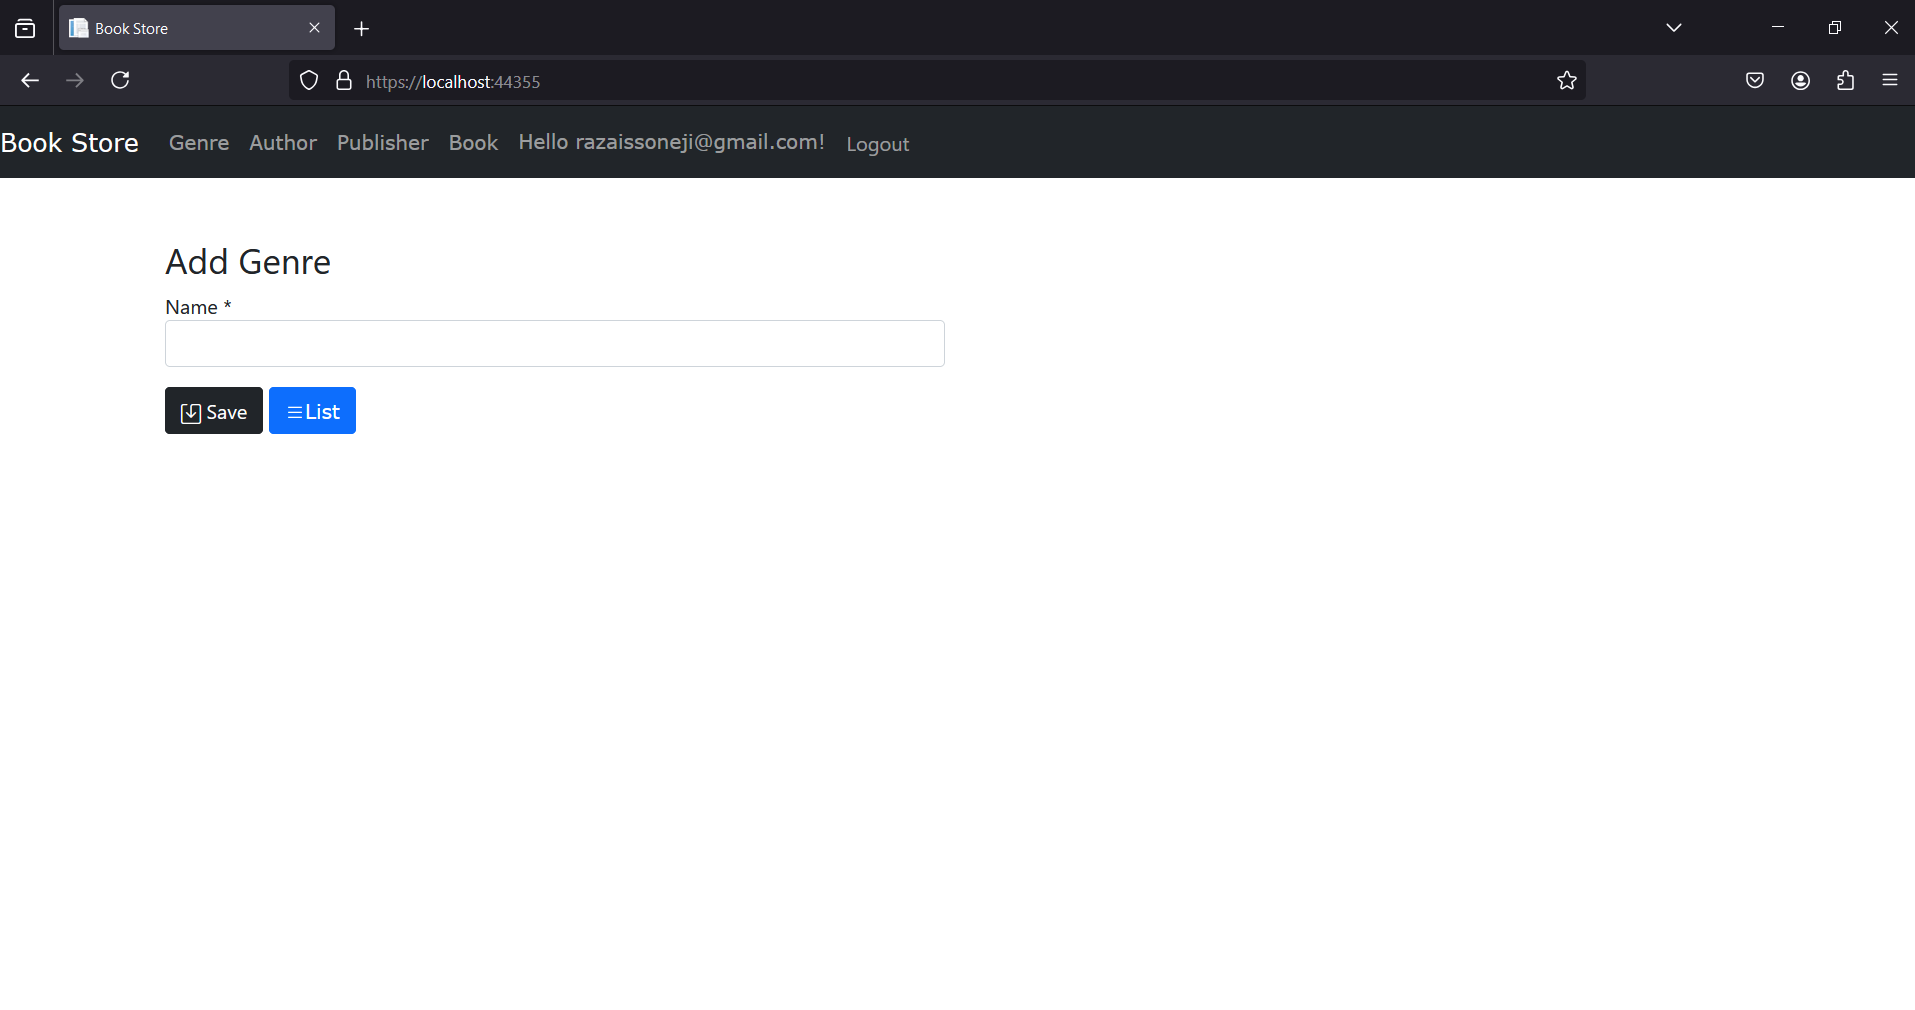 Book Store
https://localhost:44355
Book Store Genre Author Publisher Book Hello razaissoneji@gmail.com! Logout
Add Genre
Name *
Save List